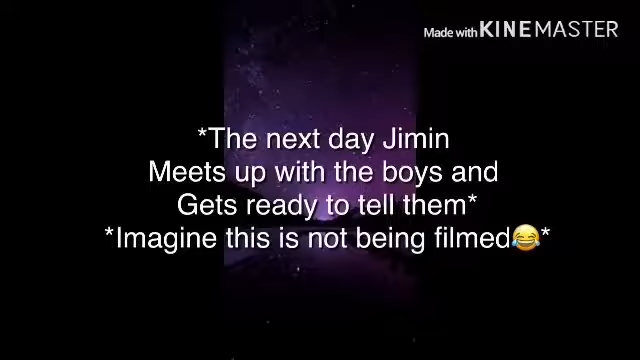 Made with KINEMASTER
*The next day Jimin
Meets up with the boys and
Gets ready to tell them*
*Imagine this is not being filmed😂*